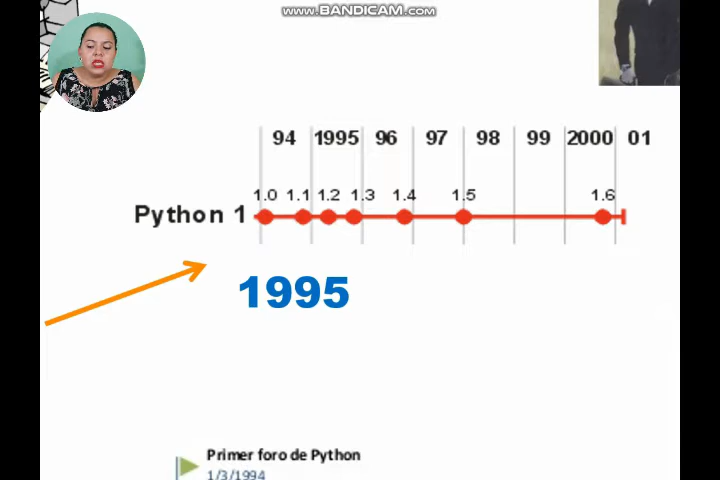 www.BANDICAM.com
94 1995 96 97 98 99 2000 01
1.0 1.1 1.2 1.3 1.4 1.5 1.6
Python 1
1995
Primer foro de Python
1/3/1994